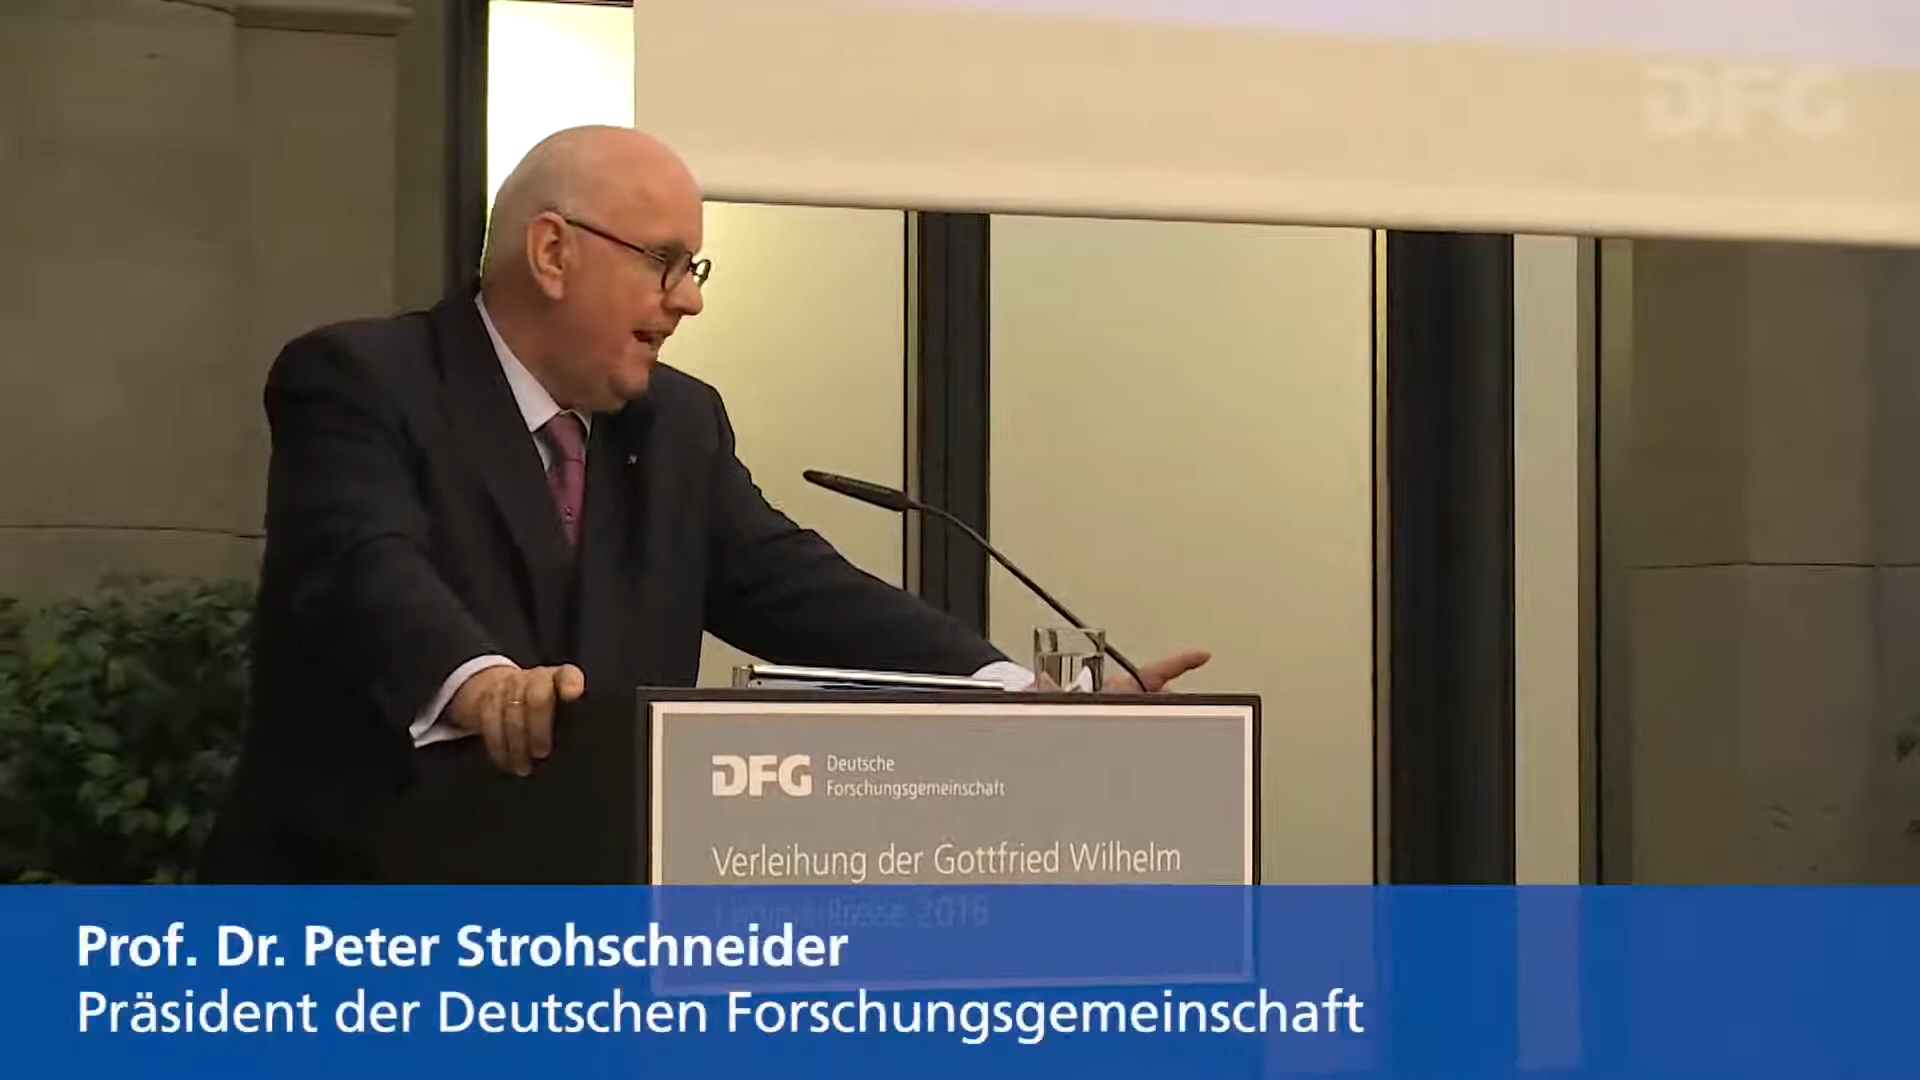 DFG
DFG Deutsche
Forschungsgemeinschaft
Verleihung der Gottfried Wilhelm
Prof. Dr. Peter Strohschneider
Präsident der Deutschen Forschungsgemeinschaft